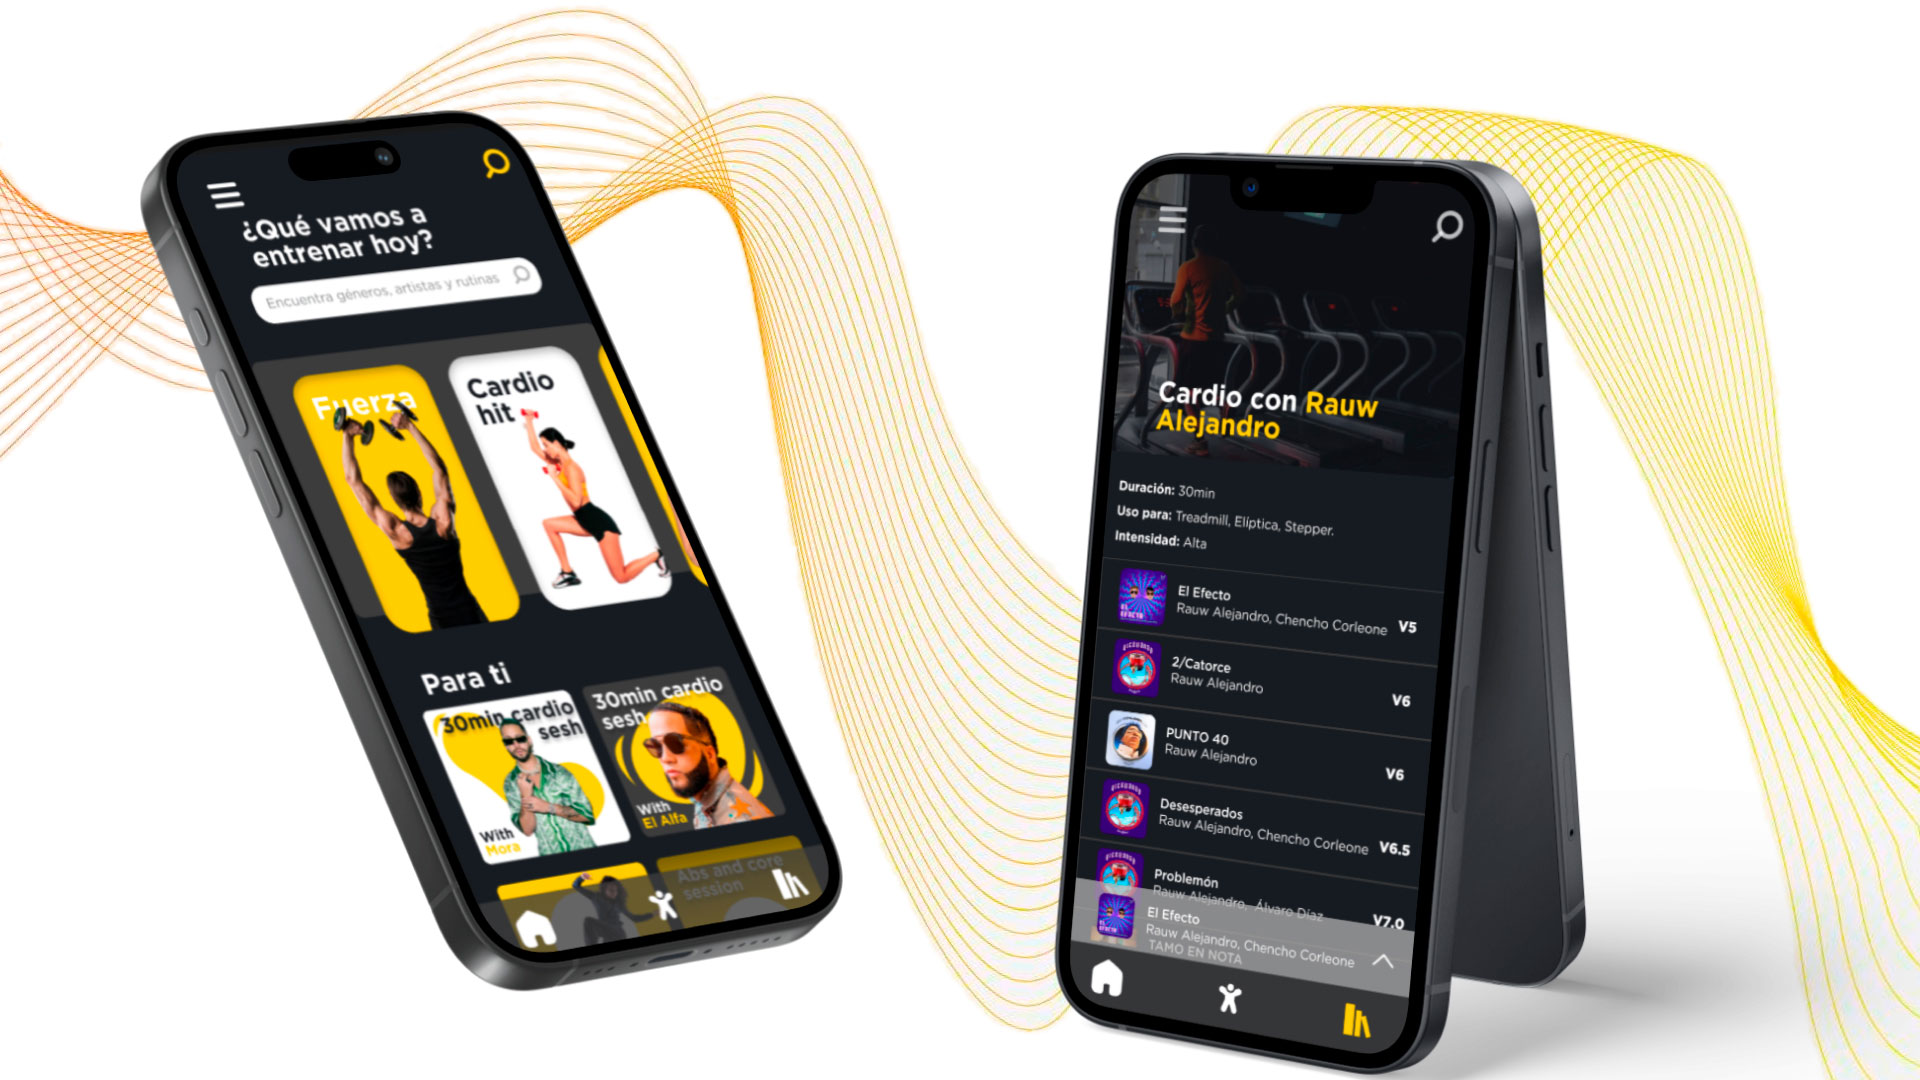 ¿Qué vamos a
entrenar hoy?
Encuentra géneros, artistas y rutinas
Fuerza
Cardio
hit
Para ti
30min cardio
sesh
With
Mora
30min cardio
sesh
With
El Alfa
Abs and core
session
Cardio con Rauw
Alejandro
Duración: 30min
Uso para: Treadmill, Elíptica, Stepper.
Intensidad: Alta
El Efecto
Rauw Alejandro, Chencho Corleone
V5
2/Catorce
Rauw Alejandro
V6
PUNTO 40
Rauw Alejandro
V6
Desesperados
Rauw Alejandro, Chencho Corleone
V6.5
Problemón
Rauw Alejandro, Álvaro Díaz
V7.0
El Efecto
Rauw Alejandro, Chencho Corleone
TAMO EN NOTA